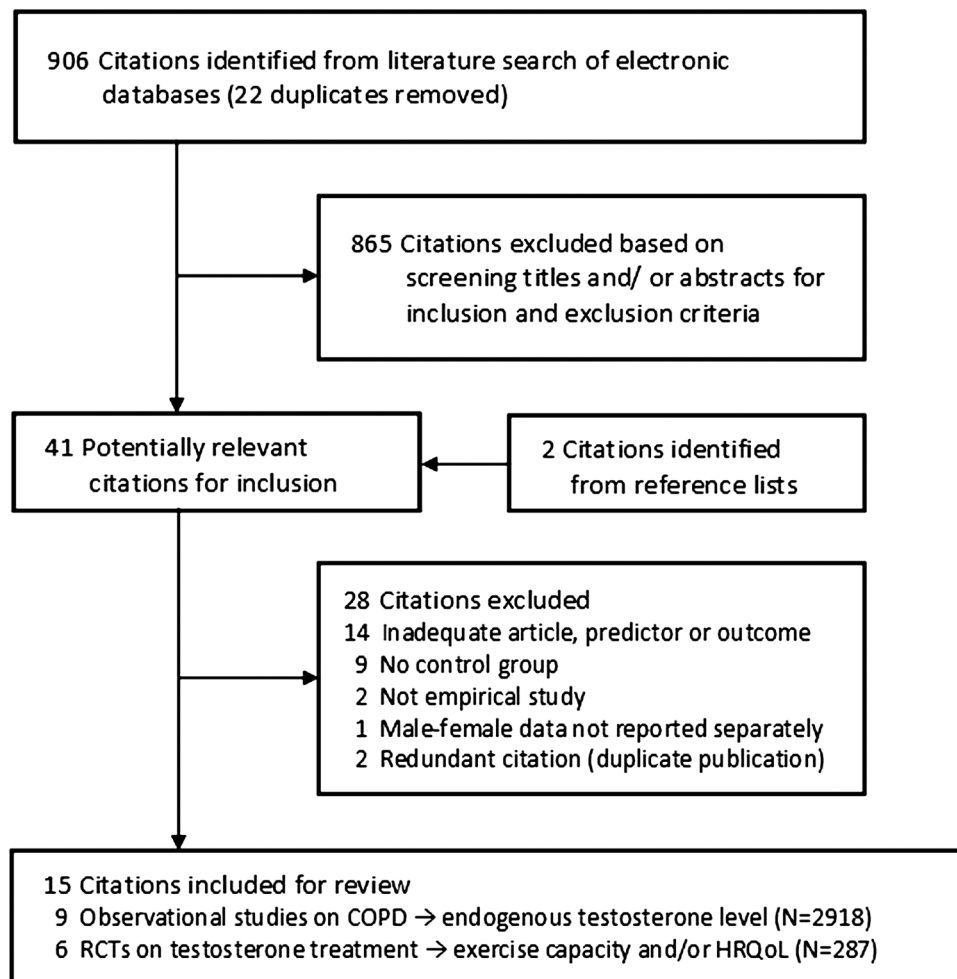 906 Citations identified from literature search of electronic
databases (22 duplicates removed)
865 Citations excluded based on
screening titles and/ or abstracts for
inclusion and exclusion criteria
41 Potentially relevant
citations for inclusion
2 Citations identified
from reference lists
28 Citations excluded
14 Inadequate article, predictor or outcome
9 No control group
2 Not empirical study
1 Male-female data not reported separately
2 Redundant citation (duplicate publication)
15 Citations included for review
9 Observational studies on COPD → endogenous testosterone level (N=2918)
6 RCTs on testosterone treatment → exercise capacity and/or HRQoL (N=287)